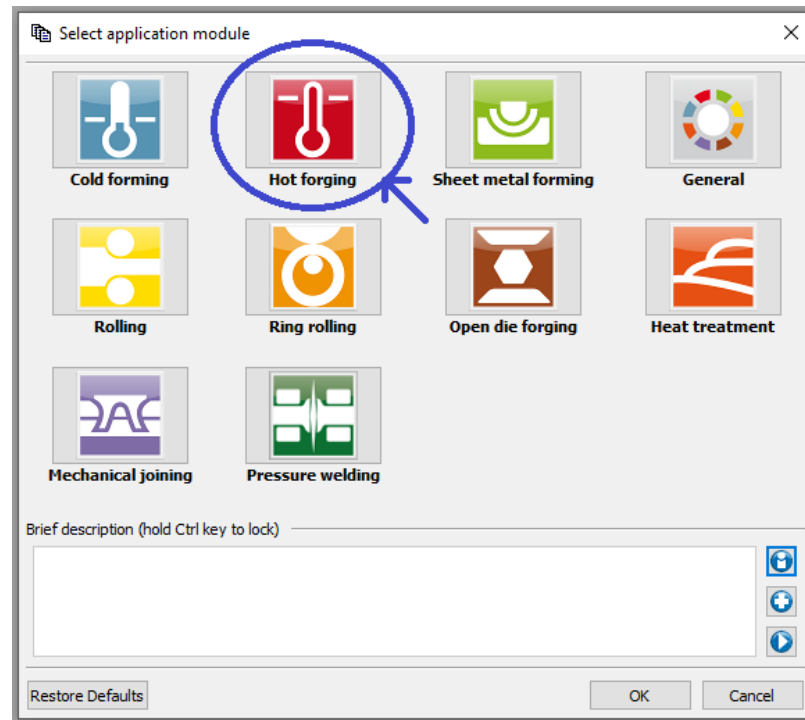 Select application module
Cold forming
Hot forging
Sheet metal forming
General
Rolling
Ring rolling
Open die forging
Heat treatment
Mechanical joining
Pressure welding
Brief description (hold Ctrl key to lock)
Restore Defaults
OK
Cancel